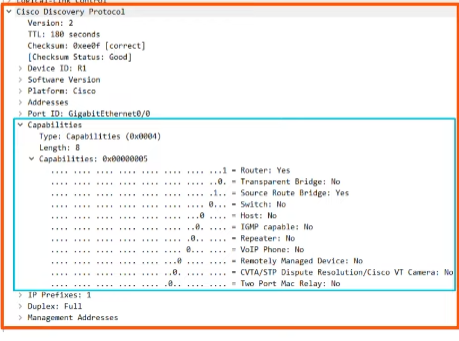 Logical-Link Control
Cisco Discovery Protocol
Version: 2
TTL: 180 seconds
Checksum: 0xee0f [correct]
[Checksum Status: Good]
Device ID: R1
Software Version
Platform: Cisco
Addresses
Port ID: GigabitEthernet0/0
Capabilities
Type: Capabilities (0x0004)
Length: 8
Capabilities: 0x00000005
.... .... .... .... .... .... .... ...1 = Router: Yes
.... .... .... .... .... .... .... ..0. = Transparent Bridge: No
.... .... .... .... .... .... .... .1.. = Source Route Bridge: Yes
.... .... .... .... .... .... .... 0... = Switch: No
.... .... .... .... .... .... ...0 .... = Host: No
.... .... .... .... .... .... ..0. .... = IGMP capable: No
.... .... .... .... .... .... .0.. .... = Repeater: No
.... .... .... .... .... .... 0... .... = VoIP Phone: No
.... .... .... .... .... ...0 .... .... = Remotely Managed Device: No
.... .... .... .... .... ..0. .... .... = CVTA/STP Dispute Resolution/Cisco VT Camera: No
.... .... .... .... .... .0.. .... .... = Two Port Mac Relay: No
IP Prefixes: 1
Duplex: Full
Management Addresses